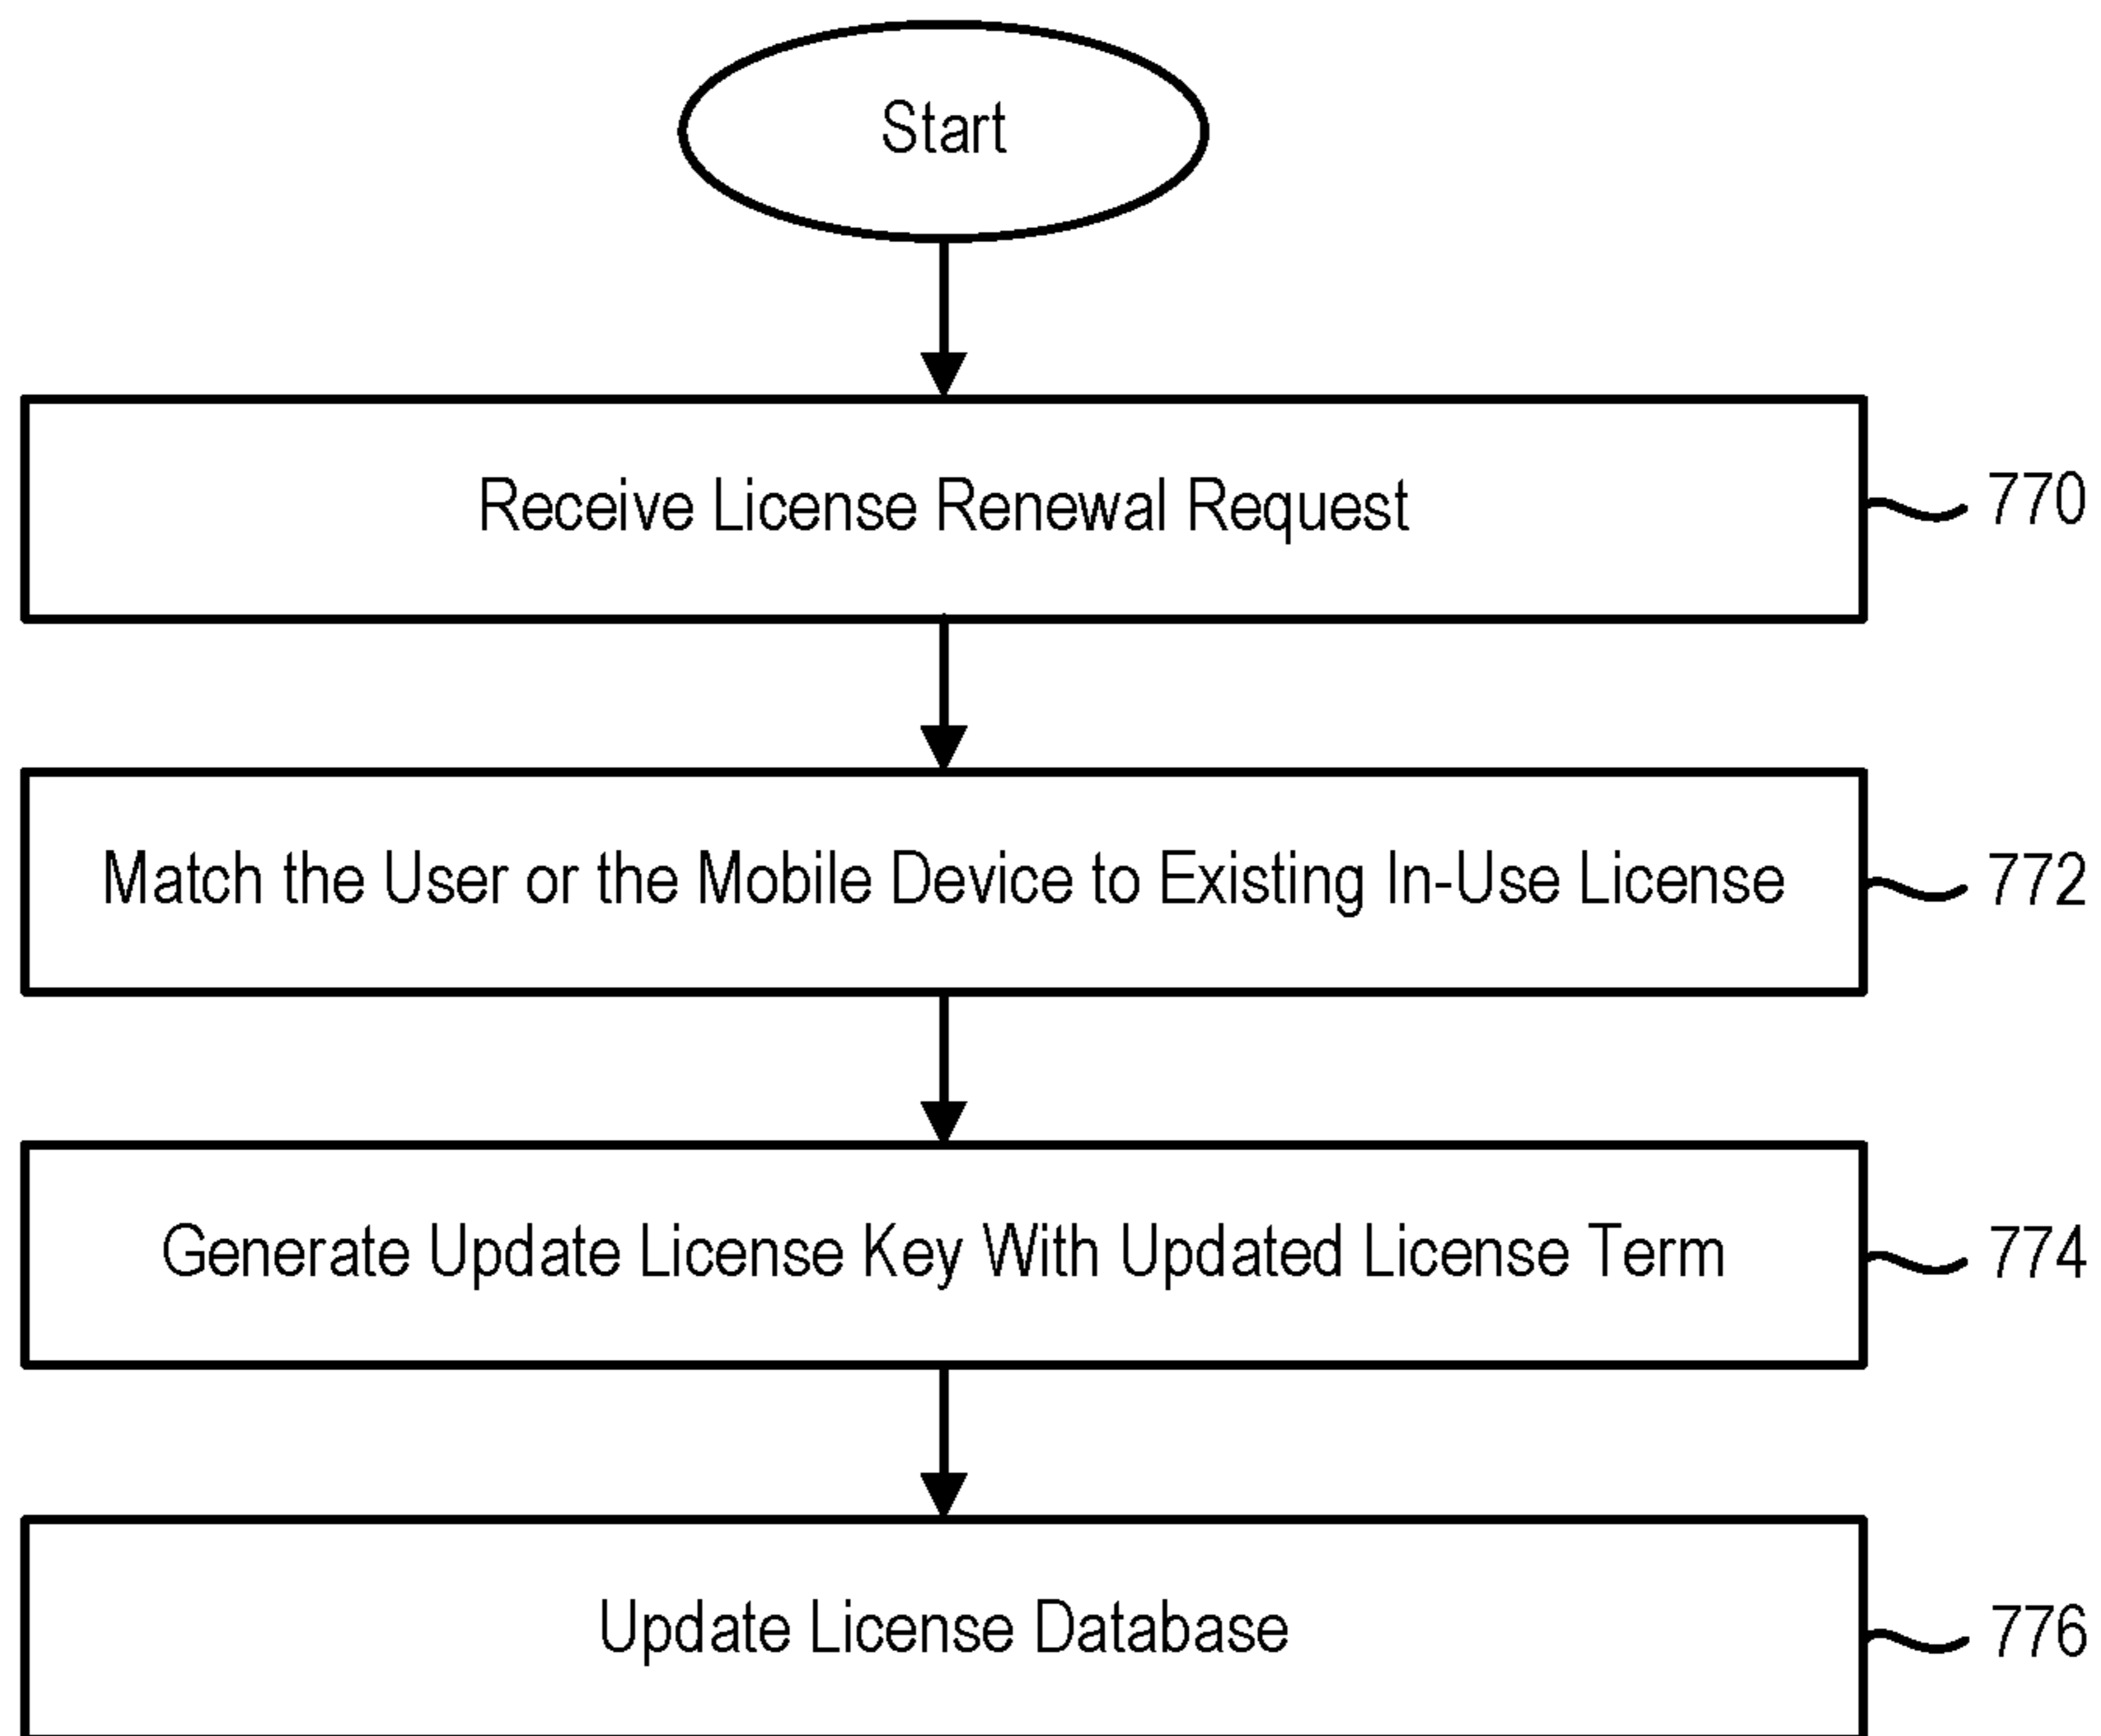 Start
Receive License Renewal Request
770
Match the User or the Mobile Device to Existing In-Use License
772
Generate Update License Key With Updated License Term
774
Update License Database
776